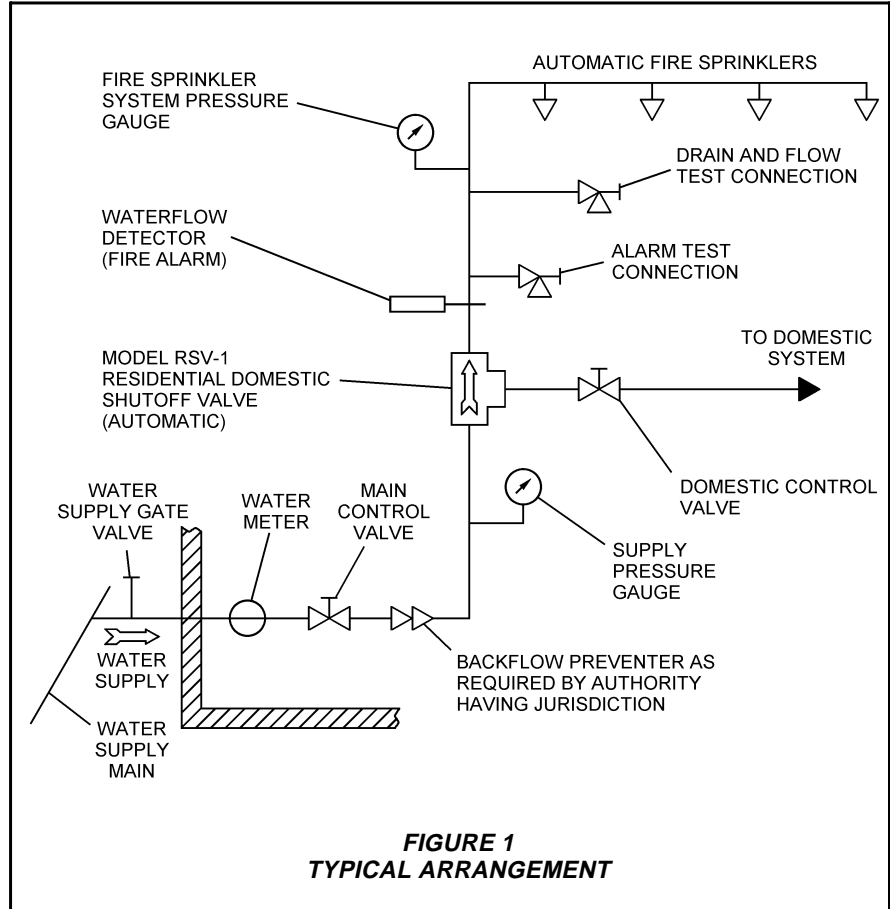 AUTOMATIC FIRE SPRINKLERS
FIRE SPRINKLER
SYSTEM PRESSURE
GAUGE
DRAIN AND FLOW
TEST CONNECTION
WATERFLOW
DETECTOR
(FIRE ALARM)
ALARM TEST
CONNECTION
TO DOMESTIC
SYSTEM
MODEL RSV-1
RESIDENTIAL DOMESTIC
SHUTOFF VALVE
(AUTOMATIC)
DOMESTIC CONTROL
VALVE
WATER
SUPPLY GATE
VALVE
WATER
METER
MAIN
CONTROL
VALVE
SUPPLY
PRESSURE
GAUGE
WATER
SUPPLY
BACKFLOW PREVENTER AS
REQUIRED BY AUTHORITY
HAVING JURISDICTION
WATER
SUPPLY
MAIN
FIGURE 1
TYPICAL ARRANGEMENT